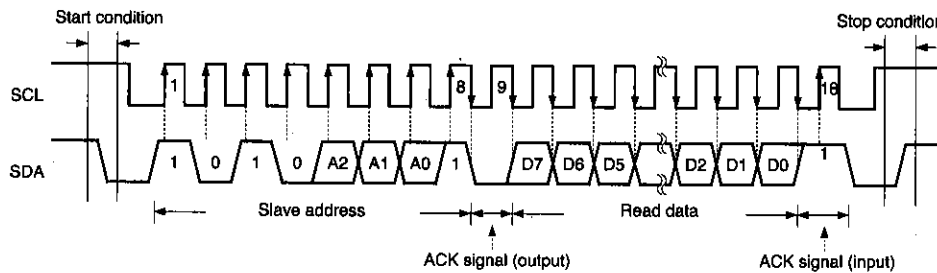 Start condition
Stop condition
SCL
1
8
9
18
SDA
1 0 1 0 A2 A1 A0 1 D7 D6 D5 D2 D1 D0 1
Slave address
Read data
ACK signal (output)
ACK signal (input)